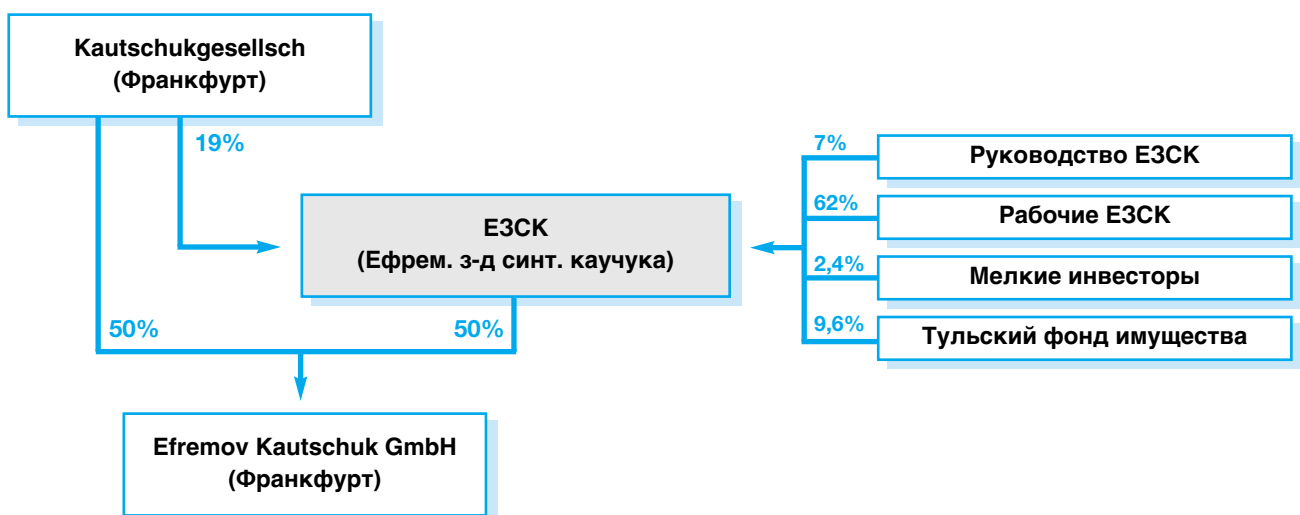 Kautschukgesellsch
(Франкфурт)
19%
7%
Руководство ЕЗСК
62%
Рабочие ЕЗСК
ЕЗСК
(Ефрем. з-д синт. каучука)
2,4%
Мелкие инвесторы
9,6%
Тульский фонд имущества
50%
50%
Efremov Kautschuk GmbH
(Франкфурт)